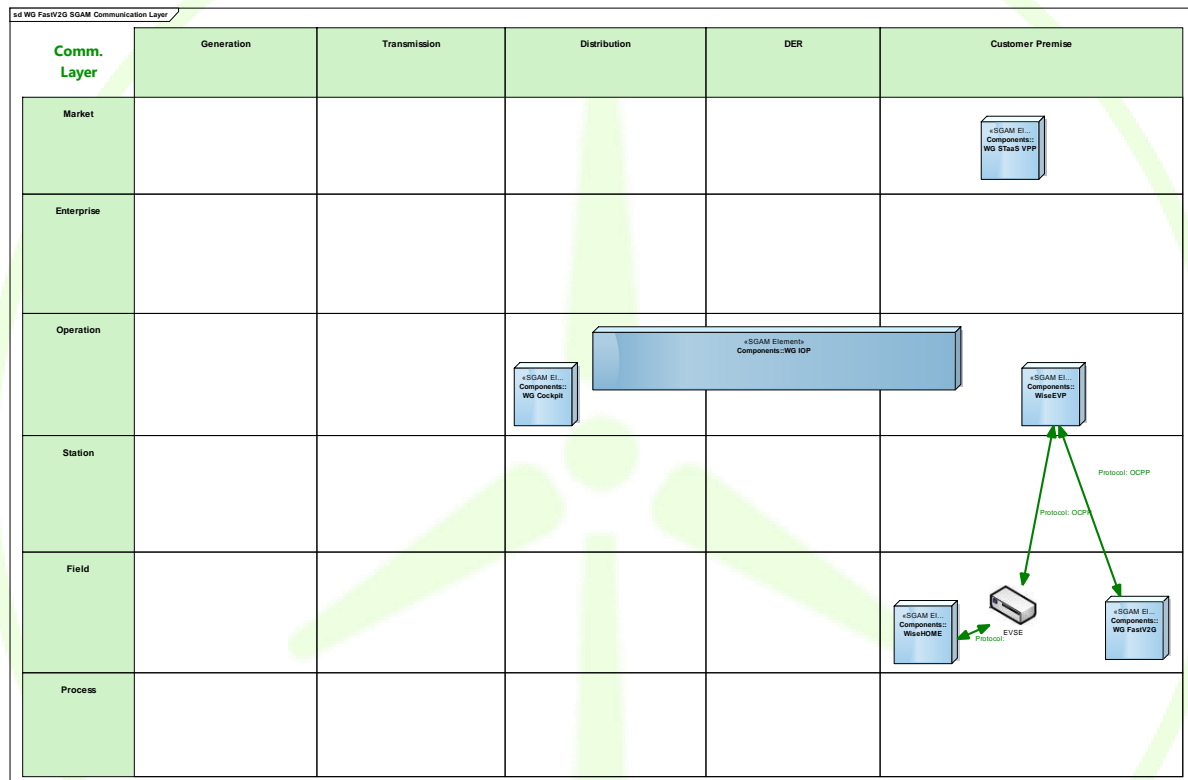 sd WG FastV2G SGAM Communication Layer
Comm.
Layer
Generation
Transmission
Distribution
DER
Customer Premise
Market
«SGAM El...
Components::
WG STaaS VPP
Enterprise
Operation
«SGAM Element»
Components::WG IOP
«SGAM El...
Components::
WG Cockpit
«SGAM El...
Components::
WiseEVP
Station
Protocol: OCPP
Protocol: OCPP
Field
«SGAM El...
Components::
WiseHOME
Protocol:
EVSE
«SGAM El...
Components::
WG FastV2G
Process